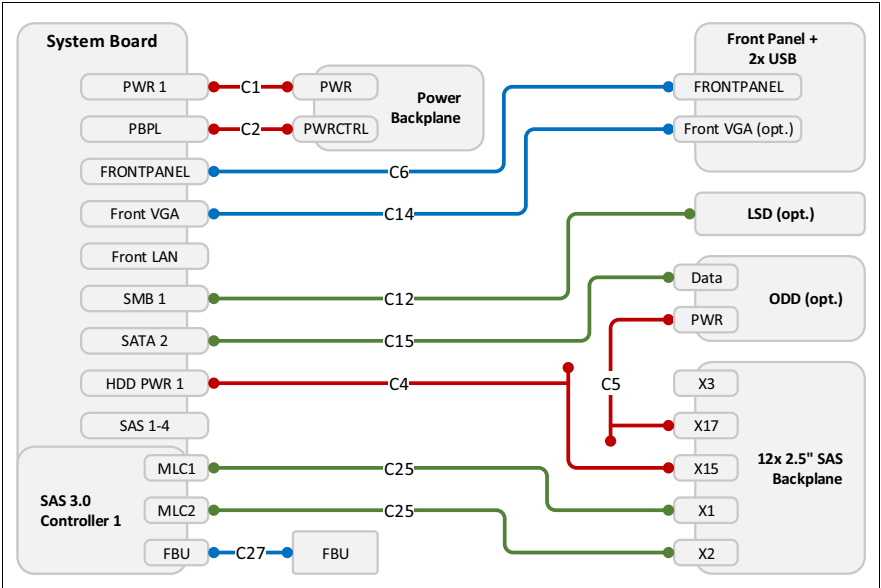 System Board
PWR 1
PBPL
FRONTPANEL
Front VGA
Front LAN
SMB 1
SATA 2
HDD PWR 1
SAS 1-4
SAS 3.0
Controller 1
MLC1
MLC2
FBU
C1
C2
C6
C14
C12
C15
C4
C5
C25
C25
C27
PWR
PWRCTRL
Power
Backplane
FBU
Front Panel +
2x USB
FRONTPANEL
Front VGA (opt.)
LSD (opt.)
Data
PWR
ODD (opt.)
X3
X17
X15
X1
X2
12x 2.5" SAS
Backplane